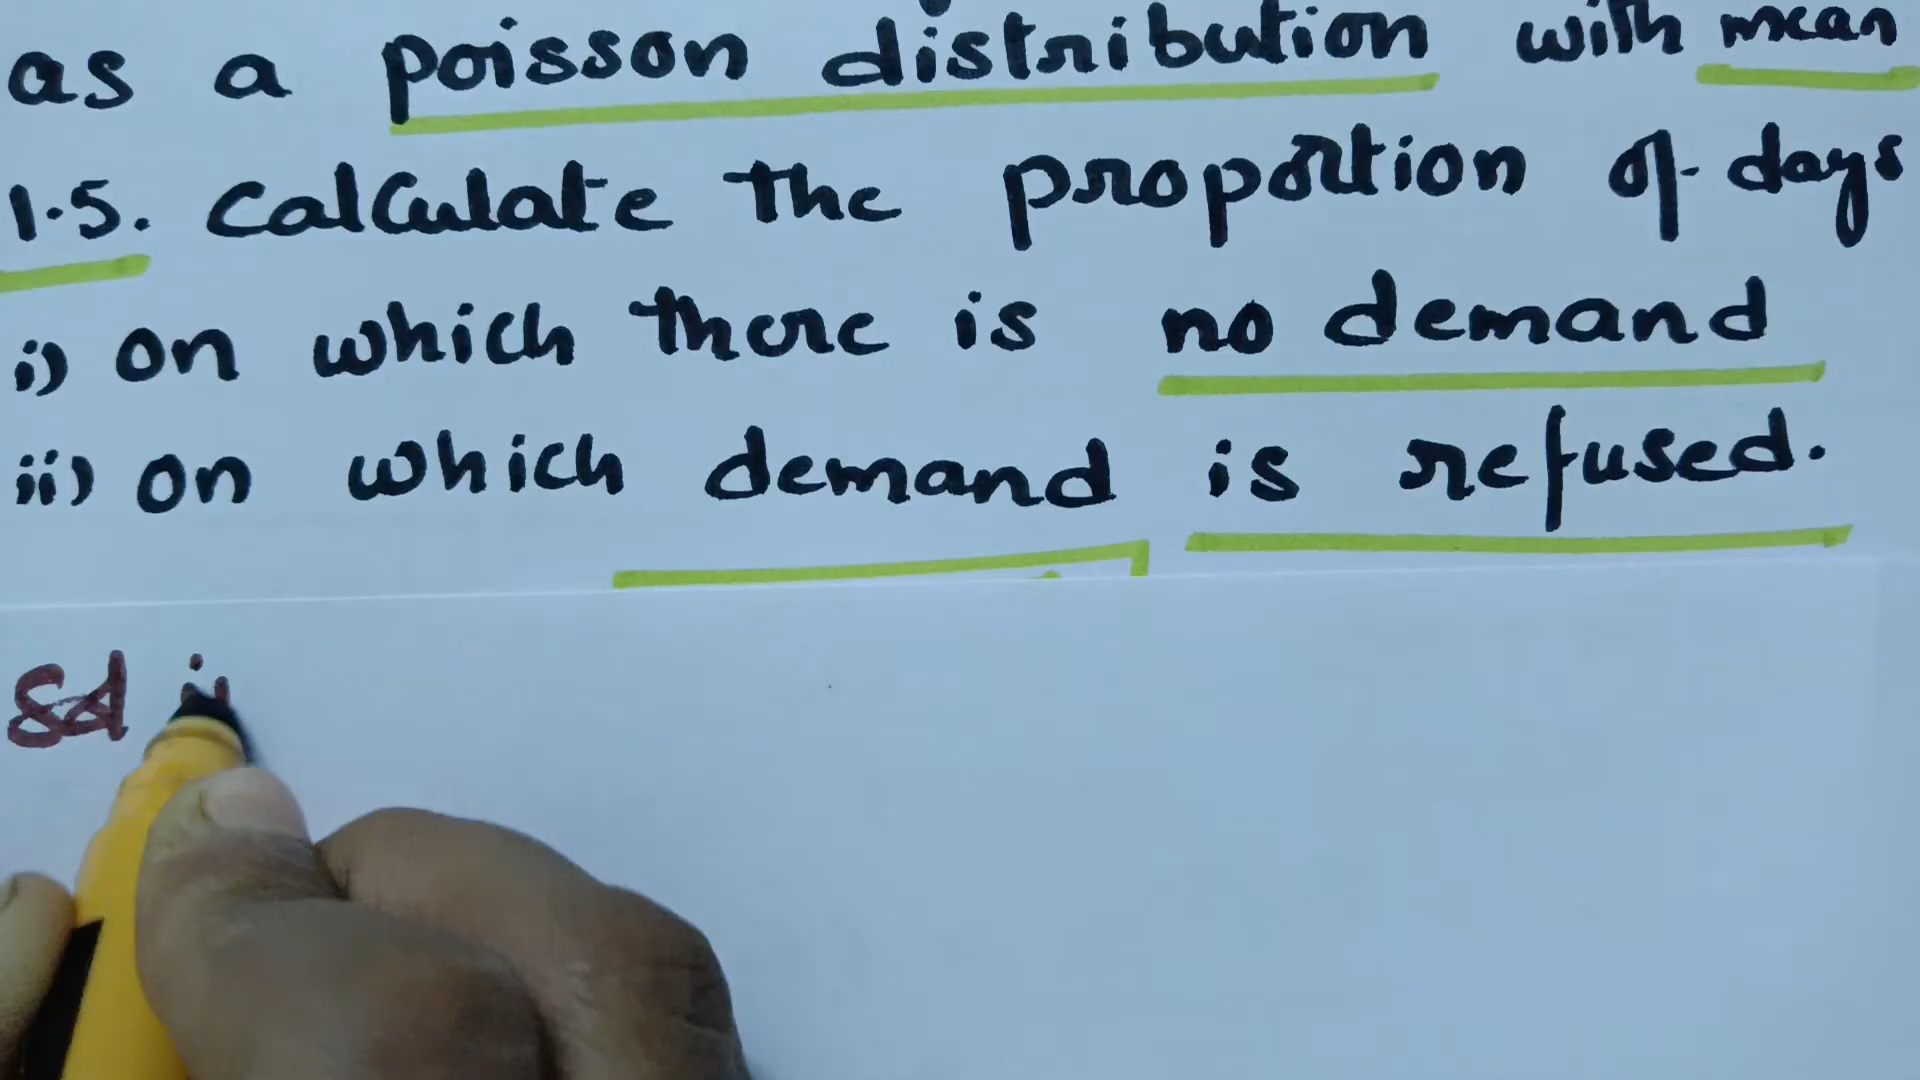 as a poisson distribution with mean
1.5. Calculate the proportion of days
i) on which there is no demand
ii) on which demand is refused.
Sol i